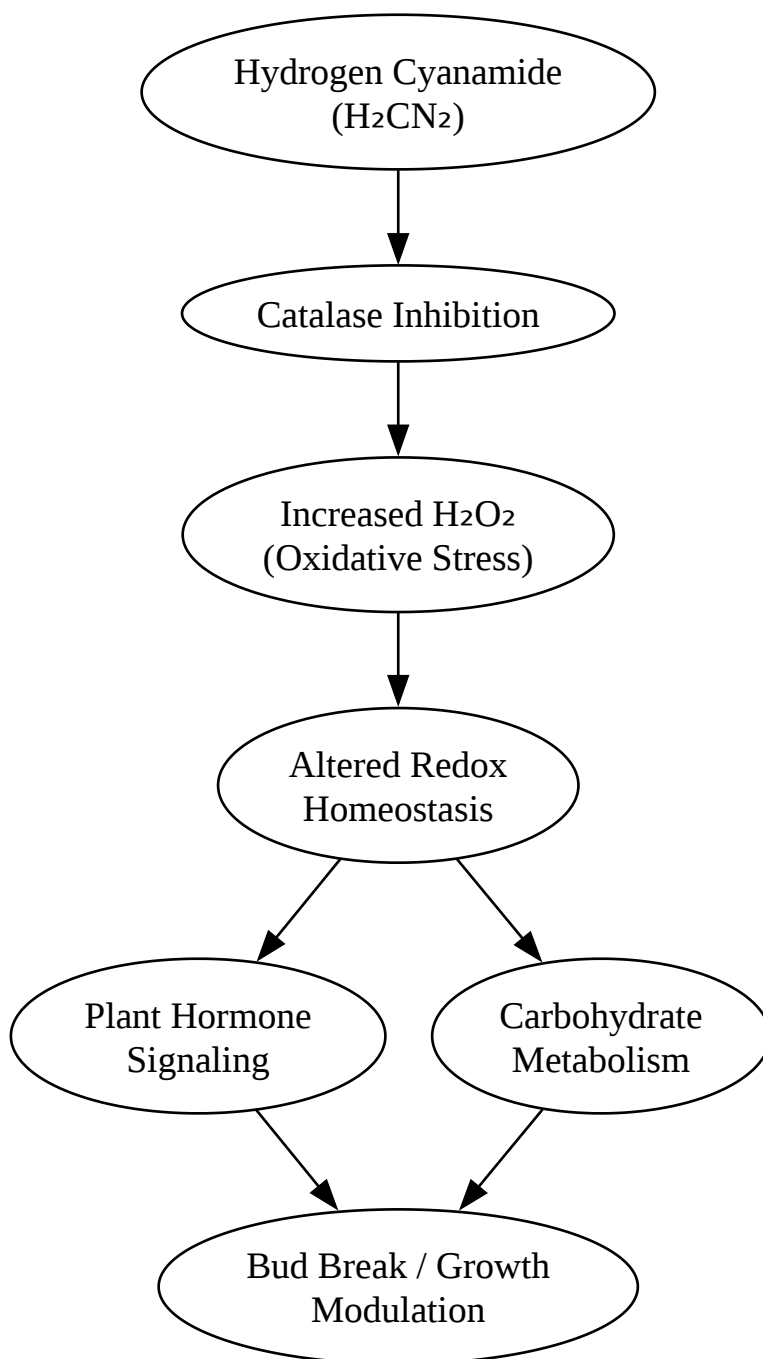 Hydrogen Cyanamide
(H₂CN₂)
Catalase Inhibition
Increased H₂O₂
(Oxidative Stress)
Altered Redox
Homeostasis
Plant Hormone
Signaling
Carbohydrate
Metabolism
Bud Break / Growth
Modulation